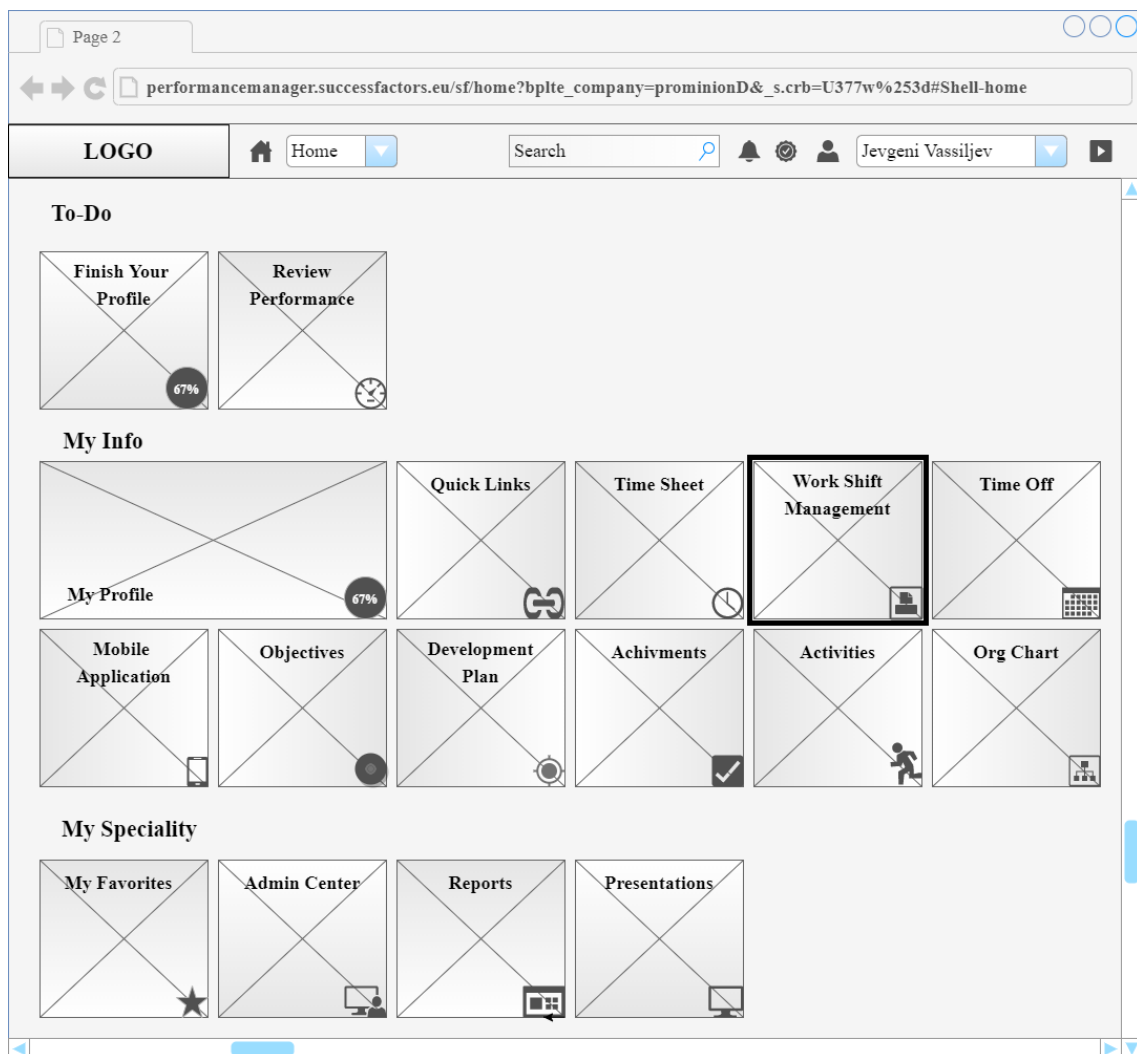 Page 2
performancemanager.successfactors.eu/sf/home?bplte_company=prominionD&_s.crb=U377w%253d#Shell-home
LOGO
Home
Search
Jevgeni Vassiljev
To-Do
Finish Your
Profile
67%
Review
Performance
My Info
My Profile
67%
Quick Links
Time Sheet
Work Shift
Management
Time Off
Mobile
Application
Objectives
Development
Plan
Achivments
Activities
Org Chart
My Speciality
My Favorites
Admin Center
Reports
Presentations